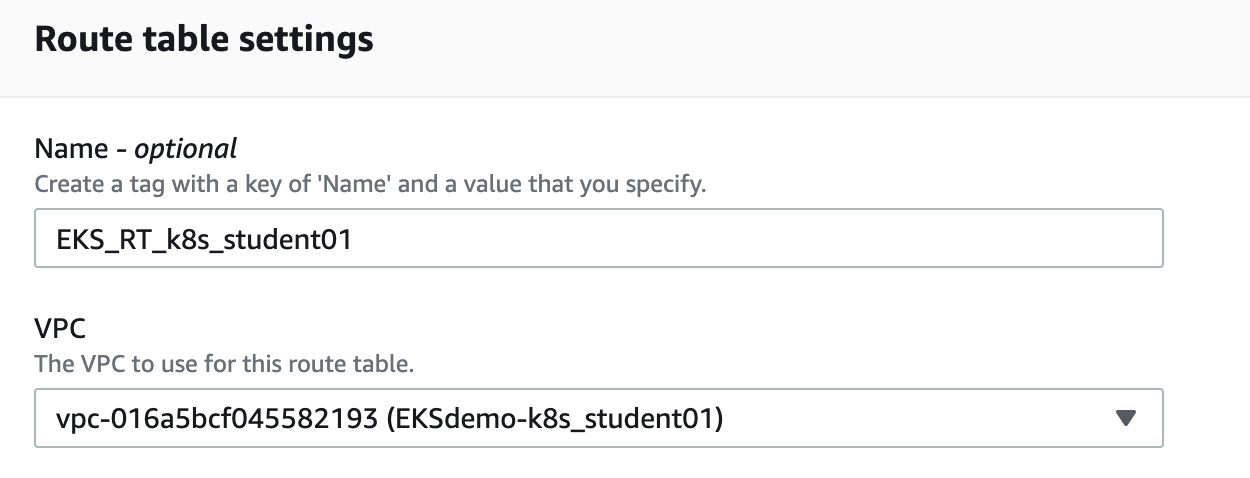 Route table settings
Name - optional
Create a tag with a key of 'Name' and a value that you specify.
EKS_RT_k8s_student01
VPC
The VPC to use for this route table.
vpc-016a5bcf045582193 (EKSdemo-k8s_student01)